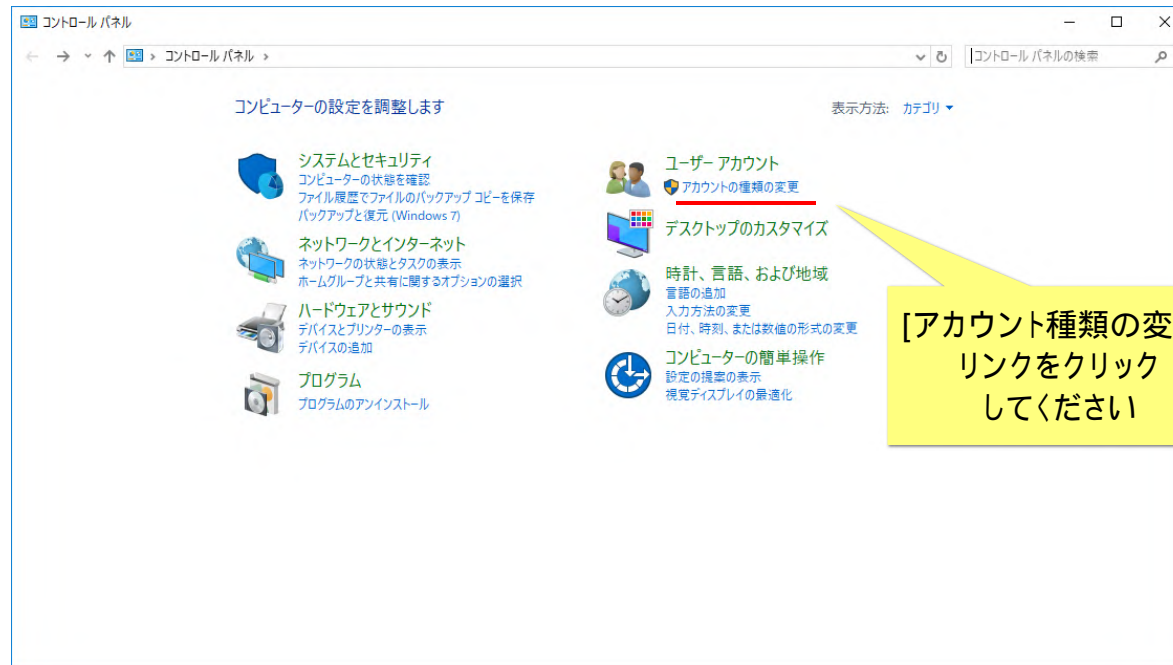 コントロール パネル
コントロール パネル
コントロール パネルの検索
コンピューターの設定を調整します
表示方法: カテゴリ
システムとセキュリティ
コンピューターの状態を確認
ファイル履歴でファイルのバックアップ コピーを保存
バックアップと復元 (Windows 7)
ネットワークとインターネット
ネットワークの状態とタスクの表示
ホームグループと共有に関するオプションの選択
ハードウェアとサウンド
デバイスとプリンターの表示
デバイスの追加
プログラム
プログラムのアンインストール
ユーザー アカウント
アカウントの種類の変更
デスクトップのカスタマイズ
時計、言語、および地域
言語の追加
入力方法の変更
日付、時刻、または数値の形式の変更
コンピューターの簡単操作
設定の提案の表示
視覚ディスプレイの最適化
[アカウント種類の変
リンクをクリック
してください